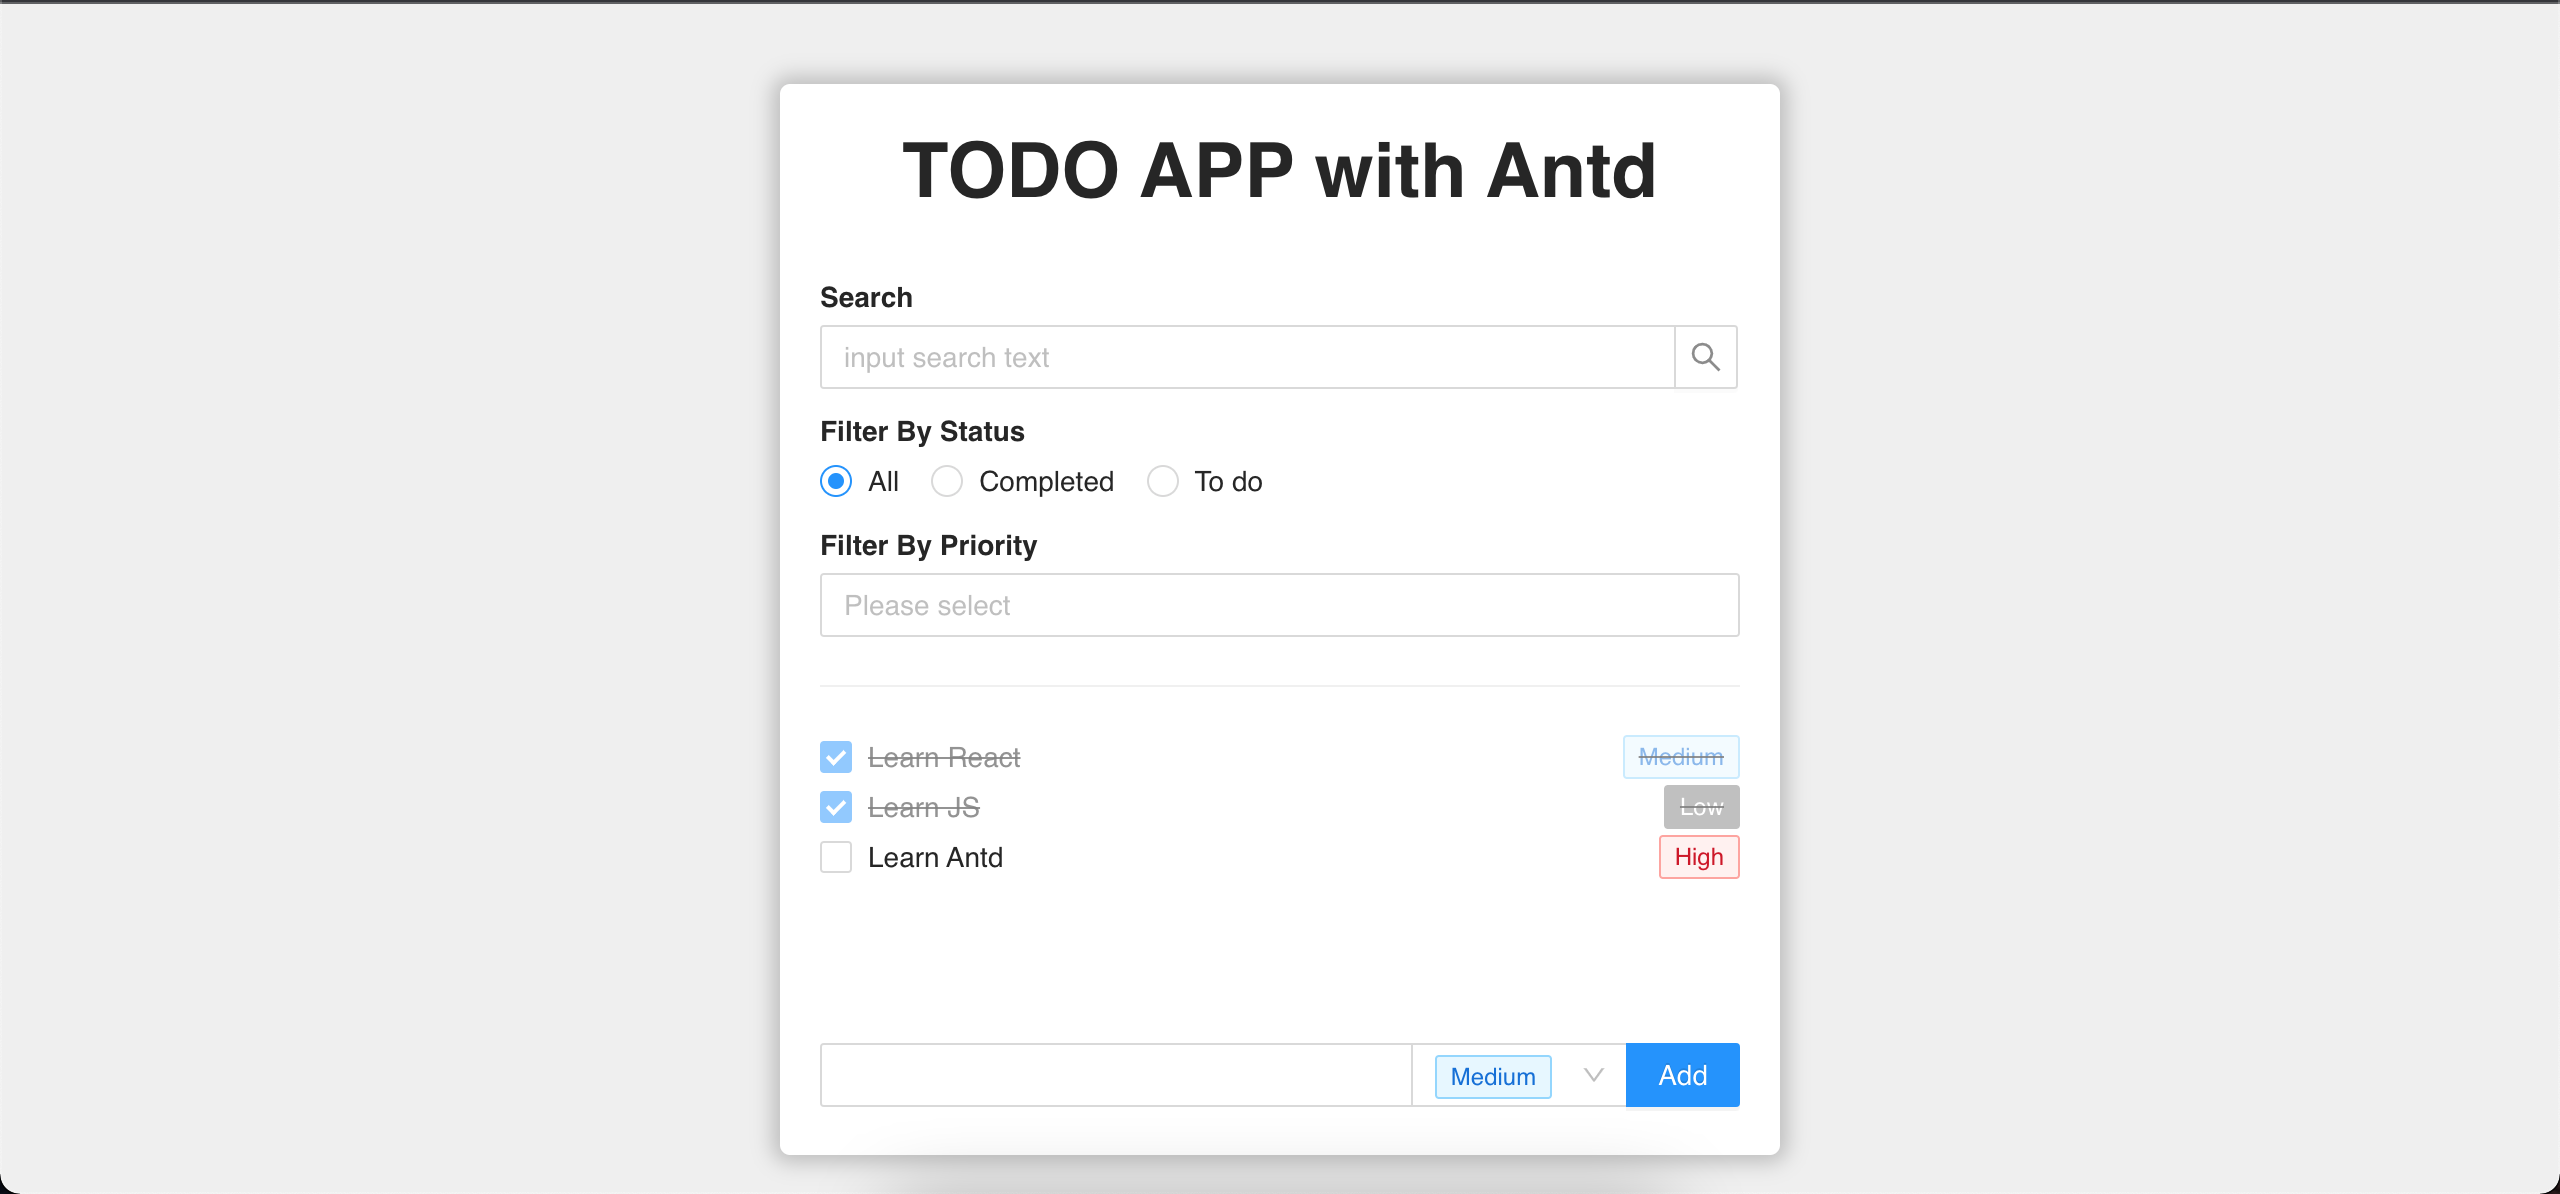 TODO APP with Antd
Search
input search text
Filter By Status
All Completed To do
Filter By Priority
Please select
Learn React Medium
Learn JS Low
Learn Antd High
Medium Add